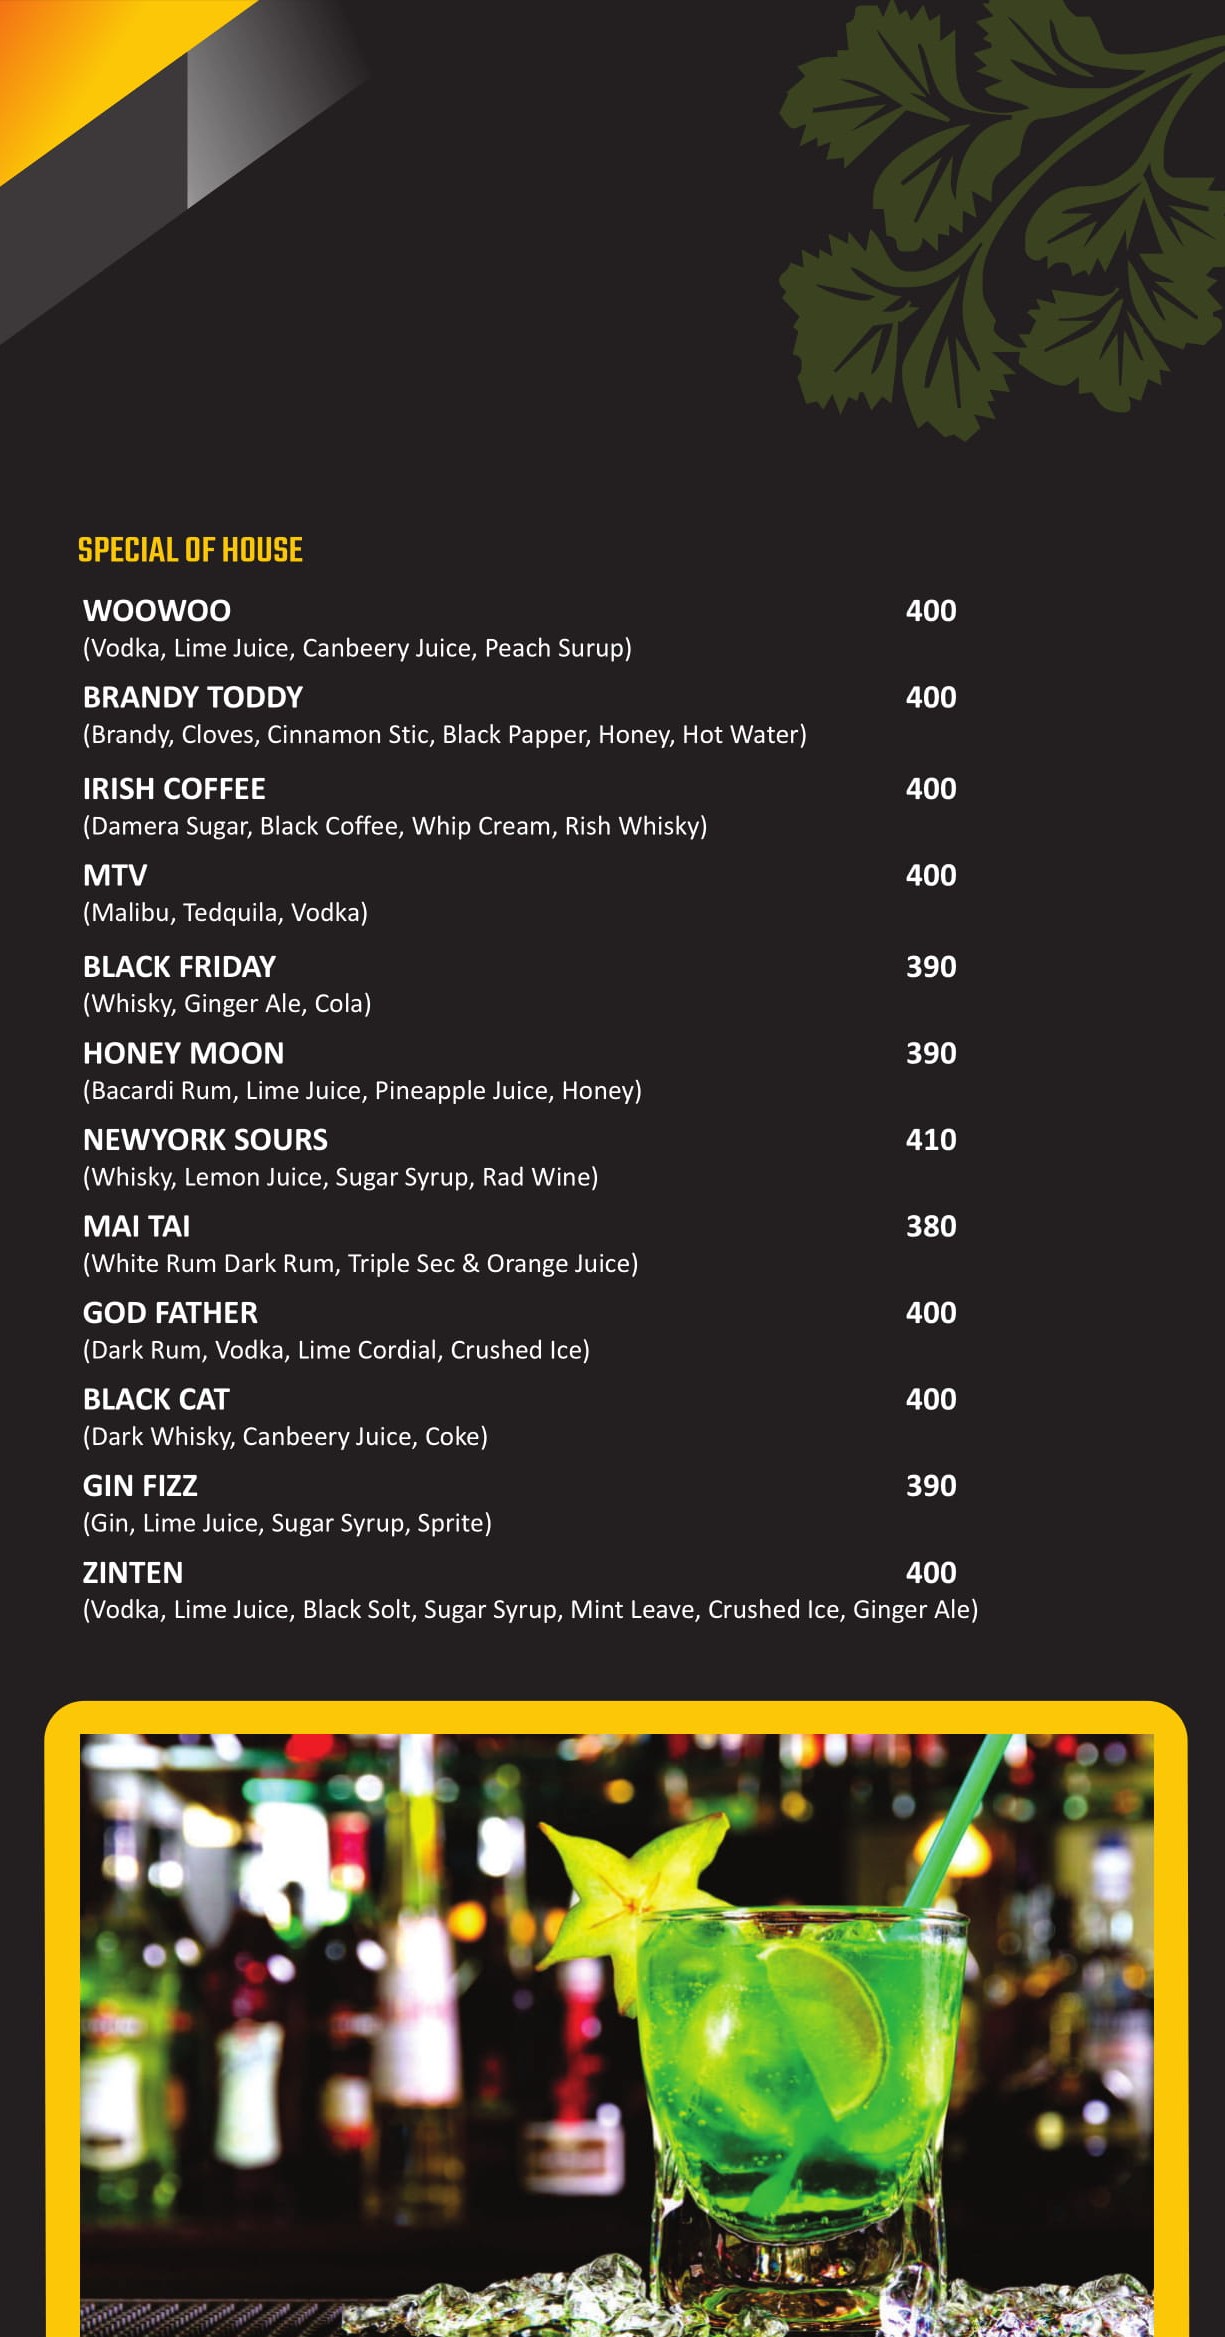 SPECIAL OF HOUSE
WOOWOO 400
(Vodka, Lime Juice, Canbeery Juice, Peach Surup)
BRANDY TODDY 400
(Brandy, Cloves, Cinnamon Stic, Black Papper, Honey, Hot Water)
IRISH COFFEE 400
(Damera Sugar, Black Coffee, Whip Cream, Rish Whisky)
MTV 400
(Malibu, Tedquila, Vodka)
BLACK FRIDAY 390
(Whisky, Ginger Ale, Cola)
HONEY MOON 390
(Bacardi Rum, Lime Juice, Pineapple Juice, Honey)
NEWYORK SOURS 410
(Whisky, Lemon Juice, Sugar Syrup, Rad Wine)
MAI TAI 380
(White Rum Dark Rum, Triple Sec & Orange Juice)
GOD FATHER 400
(Dark Rum, Vodka, Lime Cordial, Crushed Ice)
BLACK CAT 400
(Dark Whisky, Canbeery Juice, Coke)
GIN FIZZ 390
(Gin, Lime Juice, Sugar Syrup, Sprite)
ZINTEN 400
(Vodka, Lime Juice, Black Solt, Sugar Syrup, Mint Leave, Crushed Ice, Ginger Ale)